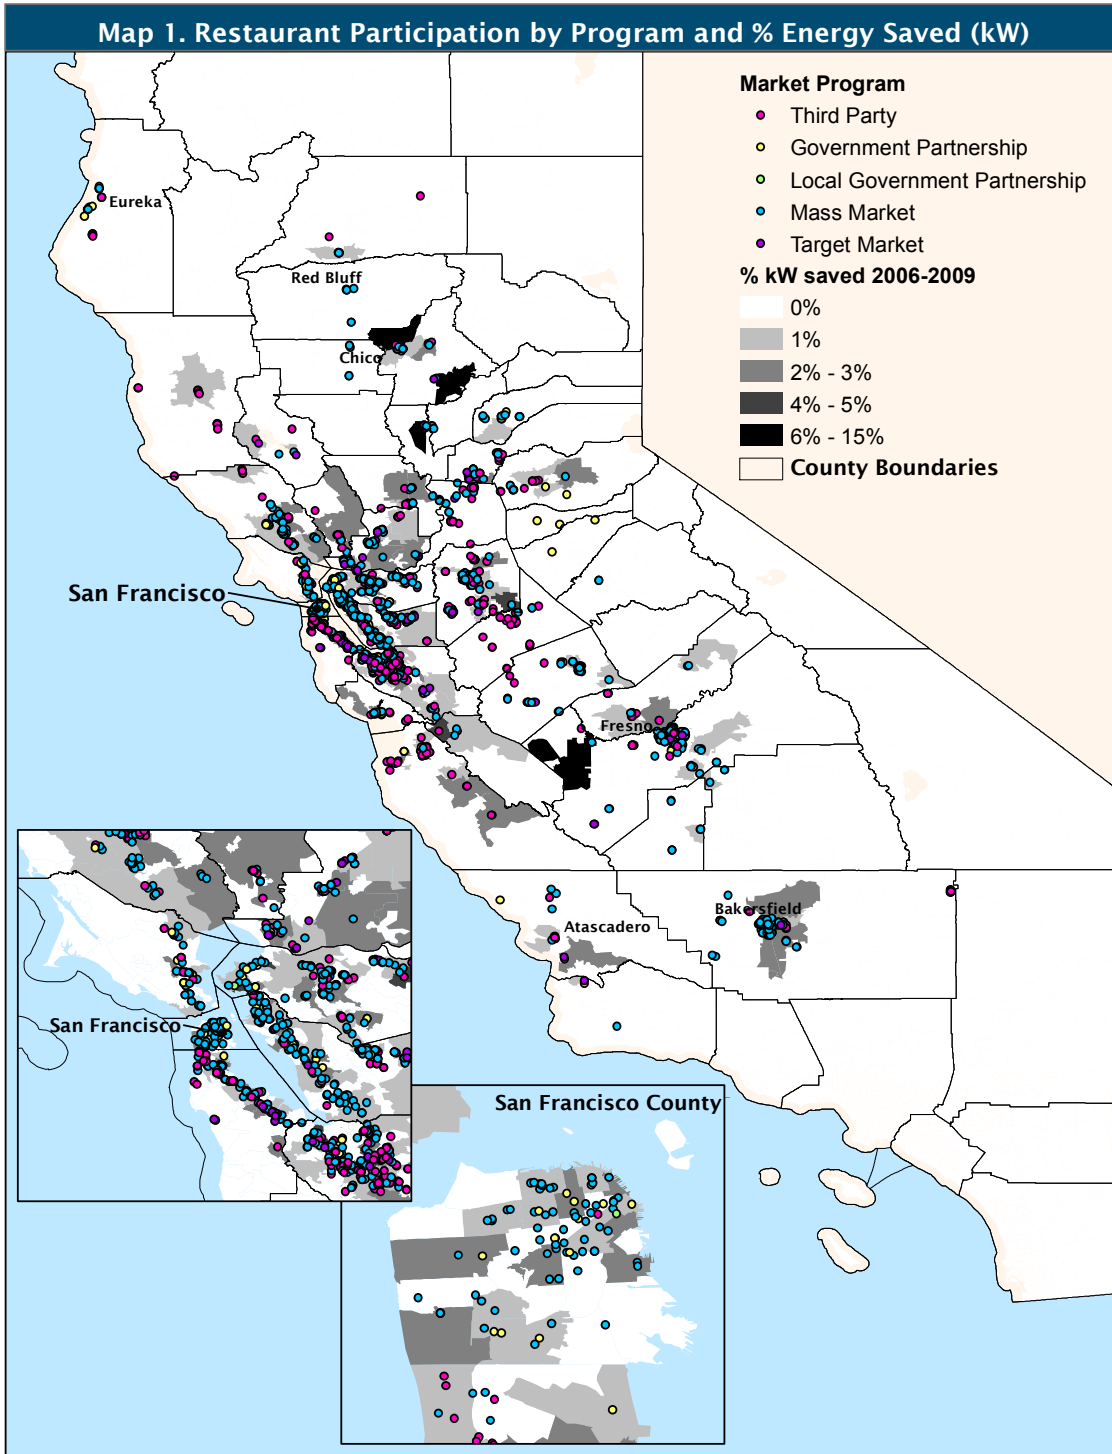 Map 1. Restaurant Participation by Program and % Energy Saved (kW)
Market Program
Third Party
Government Partnership
Local Government Partnership
Mass Market
Target Market
% kW saved 2006-2009
0%
1%
2% - 3%
4% - 5%
6% - 15%
County Boundaries
Eureka
Red Bluff
Chico
San Francisco
Fresno
Atascadero
Bakersfield
San Francisco
San Francisco County